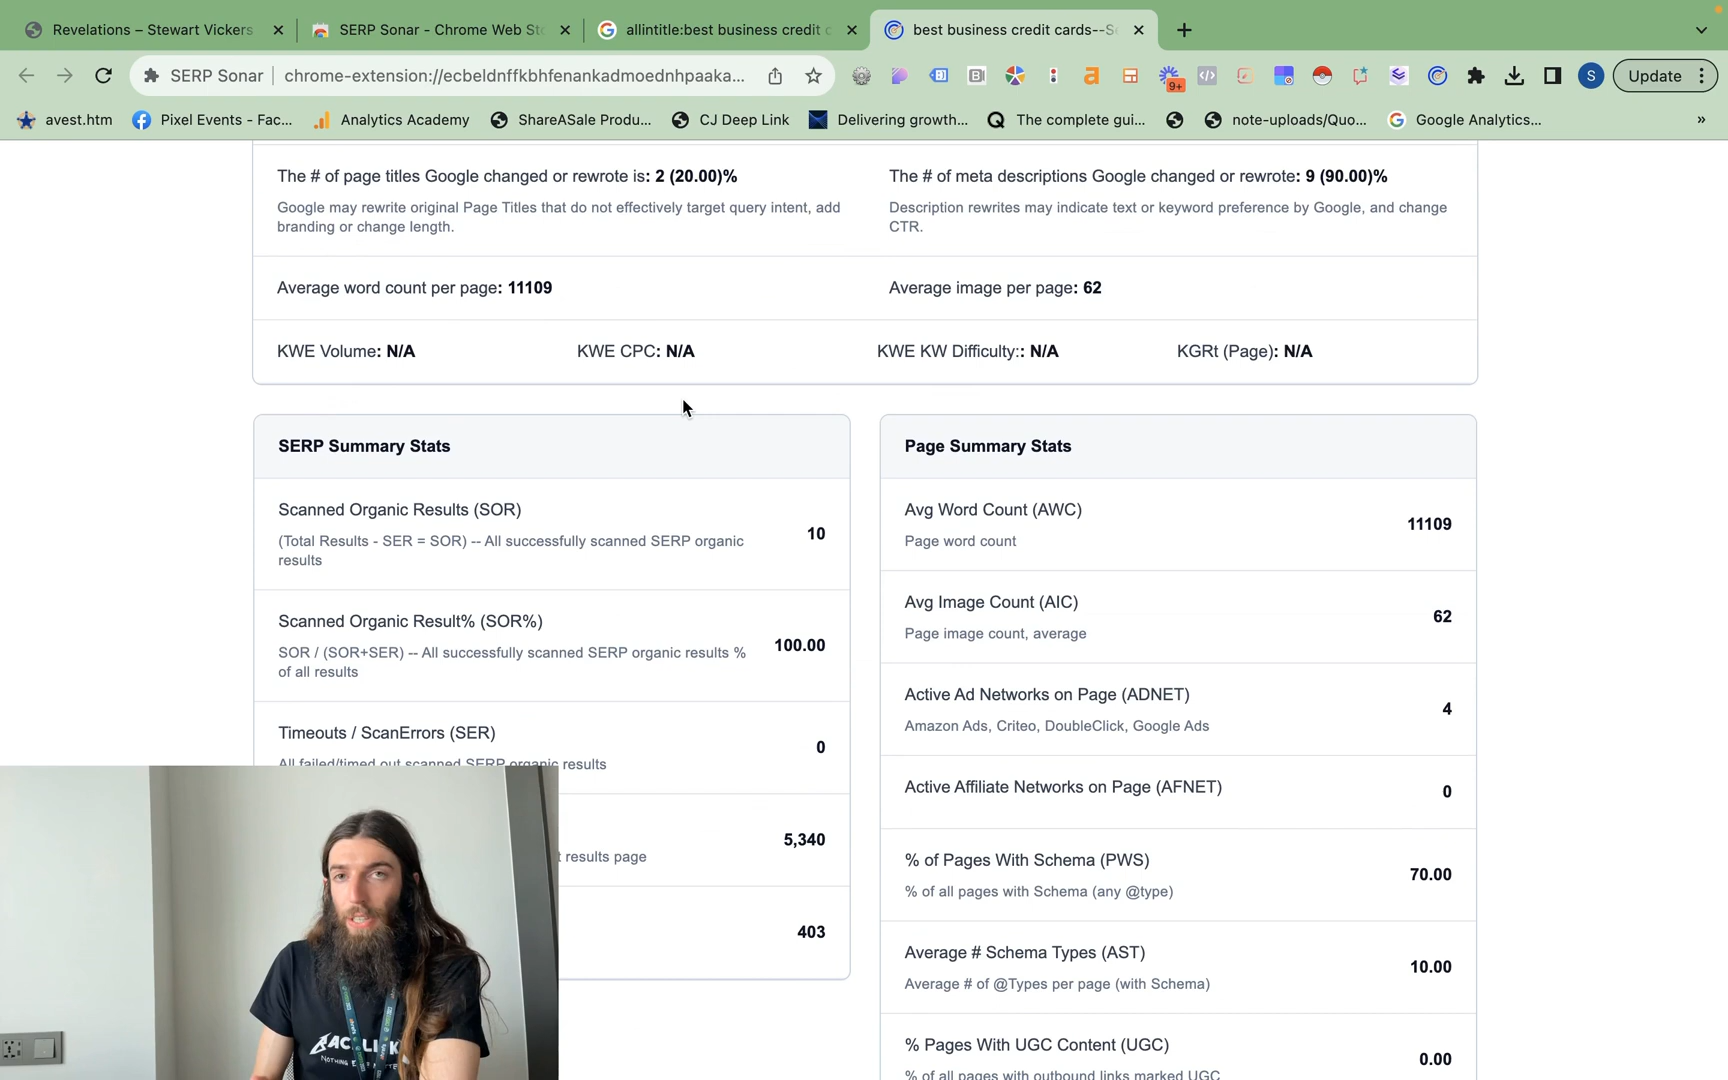 Revelations – Stewart Vickers
SERP Sonar - Chrome Web Sto
allintitle:best business credit c
best business credit cards--S
SERP Sonar
chrome-extension://ecbeldnffkbhfenankadmoednhpaaka...
9+
S
Update
avest.htm
Pixel Events - Fac...
Analytics Academy
ShareASale Produ...
CJ Deep Link
Delivering growth...
The complete gui...
note-uploads/Quo...
Google Analytics...
»
The # of page titles Google changed or rewrote is: 2 (20.00)%
Google may rewrite original Page Titles that do not effectively target query intent, add
branding or change length.
The # of meta descriptions Google changed or rewrote: 9 (90.00)%
Description rewrites may indicate text or keyword preference by Google, and change
CTR.
Average word count per page: 11109
Average image per page: 62
KWE Volume: N/A
KWE CPC: N/A
KWE KW Difficulty:: N/A
KGRt (Page): N/A
SERP Summary Stats
Scanned Organic Results (SOR)
(Total Results - SER = SOR) -- All successfully scanned SERP organic
results
10
Scanned Organic Result% (SOR%)
SOR / (SOR+SER) -- All successfully scanned SERP organic results %
of all results
100.00
Timeouts / ScanErrors (SER)
All failed/timed out scanned SERP organic results
0
5,340
results page
403
Page Summary Stats
Avg Word Count (AWC)
Page word count
11109
Avg Image Count (AIC)
Page image count, average
62
Active Ad Networks on Page (ADNET)
Amazon Ads, Criteo, DoubleClick, Google Ads
4
Active Affiliate Networks on Page (AFNET)
0
% of Pages With Schema (PWS)
% of all pages with Schema (any @type)
70.00
Average # Schema Types (AST)
Average # of @Types per page (with Schema)
10.00
% Pages With UGC Content (UGC)
% of all pages with outbound links marked UGC
0.00